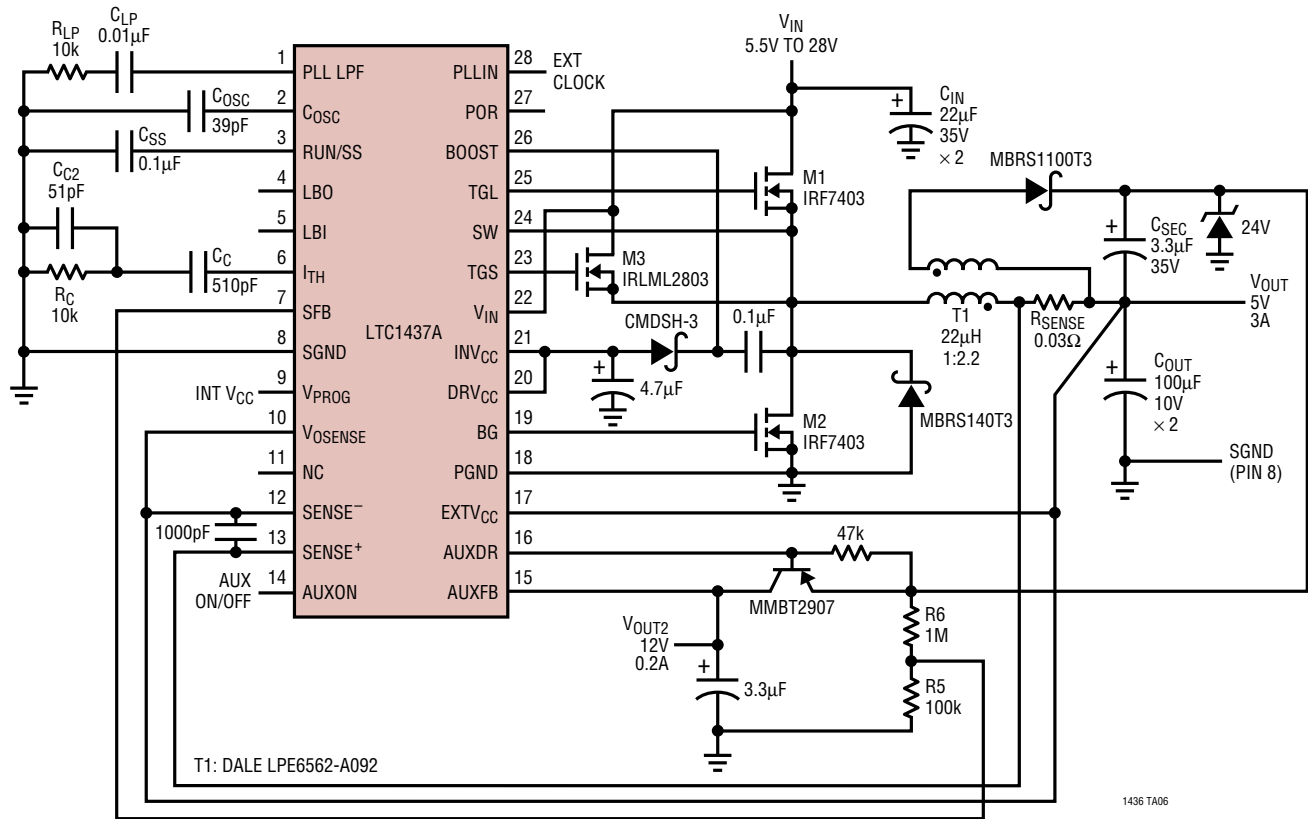 R_LP
10k
C_LP
0.01µF
C_OSC
39pF
C_SS
0.1µF
C_C2
51pF
R_C
10k
C_C
510pF
INT V_CC
1000pF
AUX
ON/OFF
1 PLL LPF
2 C_OSC
3 RUN/SS
4 LBO
5 LBI
6 I_TH
7 SFB
8 SGND
9 V_PROG
10 V_OSENSE
11 NC
12 SENSE⁻
13 SENSE⁺
14 AUXON
LTC1437A
PLLIN 28
POR 27
BOOST 26
TGL 25
SW 24
TGS 23
V_IN 22
INV_CC 21
DRV_CC 20
BG 19
PGND 18
EXTV_CC 17
AUXDR 16
AUXFB 15
EXT
CLOCK
V_IN
5.5V TO 28V
+
C_IN
22µF
35V
× 2
M1
IRF7403
M3
IRLML2803
CMDSH-3
0.1µF
+
4.7µF
M2
IRF7403
MBRS140T3
MBRS1100T3
+
C_SEC
3.3µF
35V
24V
T1
22µH
1:2.2
R_SENSE
0.03Ω
V_OUT
5V
3A
+
C_OUT
100µF
10V
× 2
SGND
(PIN 8)
47k
MMBT2907
V_OUT2
12V
0.2A
+
3.3µF
R6
1M
R5
100k
T1: DALE LPE6562-A092
1436 TA06